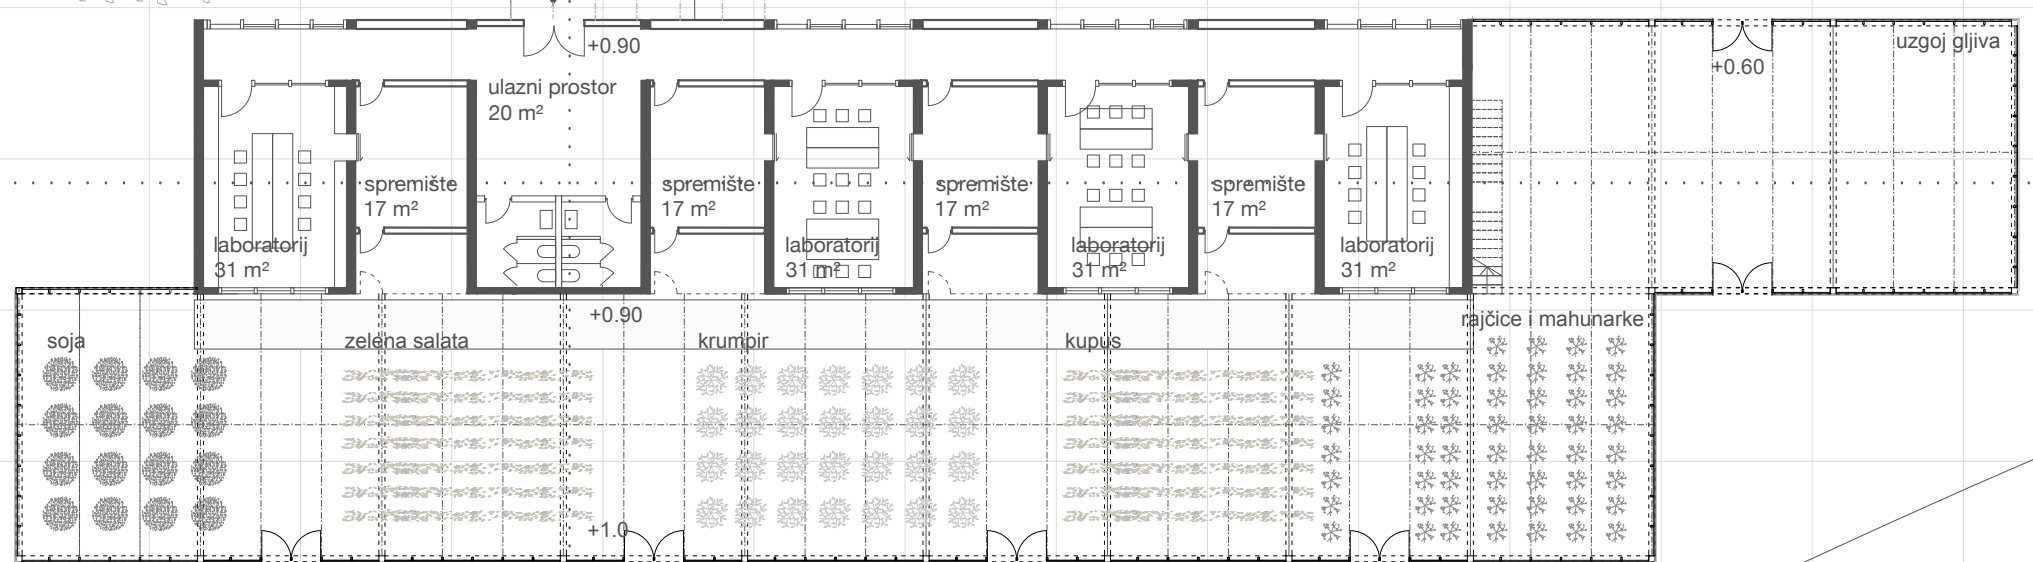 +0.90
uzgoj gljiva
+0.60
ulazni prostor
20 m²
spremište
17 m²
spremište
17 m²
spremište
17 m²
spremište
17 m²
laboratorij
31 m²
laboratorij
31 m²
laboratorij
31 m²
laboratorij
31 m²
+0.90
rajčice i mahunarke
soja
zelena salata
krumpir
kupus
+1.0